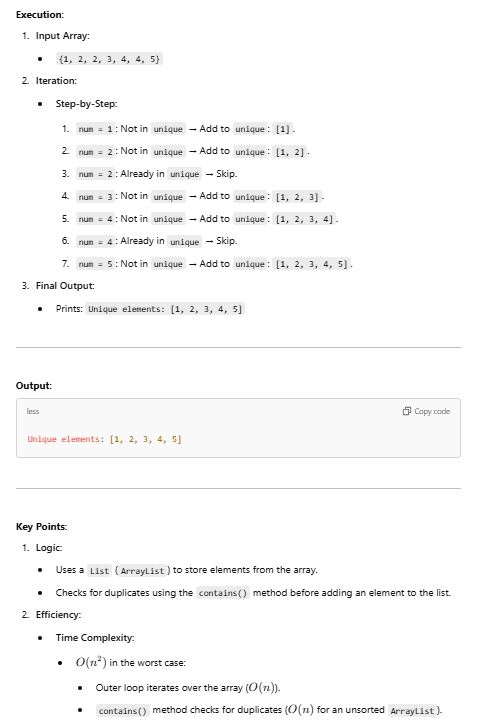 Execution:
1. Input Array:
• {1, 2, 2, 3, 4, 4, 5}
2. Iteration:
• Step-by-Step:
1. num = 1: Not in unique → Add to unique: [1].
2. num = 2: Not in unique → Add to unique: [1, 2].
3. num = 2: Already in unique → Skip.
4. num = 3: Not in unique → Add to unique: [1, 2, 3].
5. num = 4: Not in unique → Add to unique: [1, 2, 3, 4].
6. num = 4: Already in unique → Skip.
7. num = 5: Not in unique → Add to unique: [1, 2, 3, 4, 5].
3. Final Output:
• Prints: Unique elements: [1, 2, 3, 4, 5]
Output:
less
Copy code
Unique elements: [1, 2, 3, 4, 5]
Key Points:
1. Logic:
• Uses a List (ArrayList) to store elements from the array.
• Checks for duplicates using the contains() method before adding an element to the list.
2. Efficiency:
• Time Complexity:
• O(n²) in the worst case:
• Outer loop iterates over the array (O(n)).
• contains() method checks for duplicates (O(n) for an unsorted ArrayList).